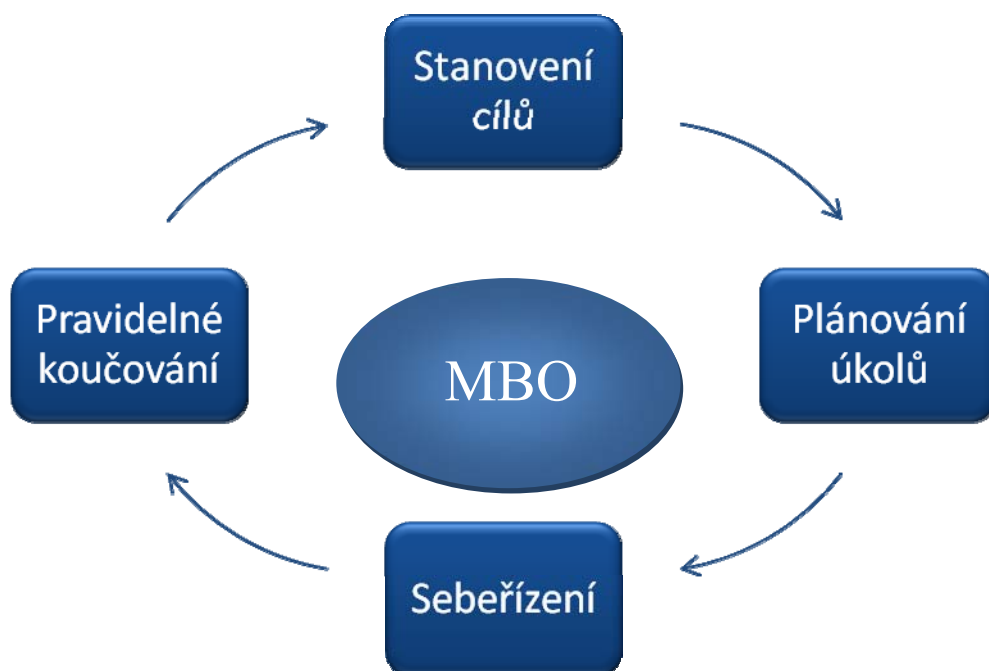 Stanovení
cílů
Pravidelné
koučování
MBO
Plánování
úkolů
Sebeřízení